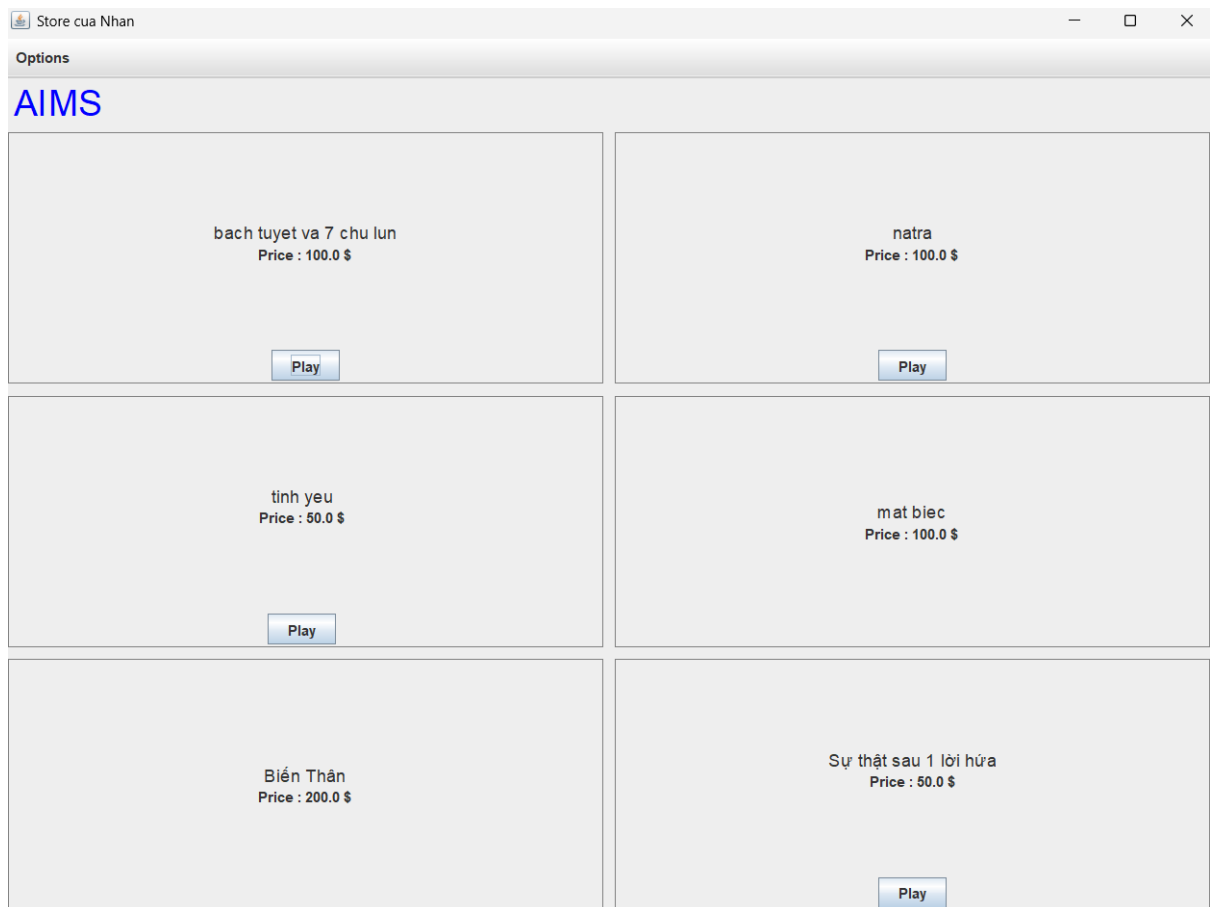 Store cua Nhan
Options
AIMS
bach tuyet va 7 chu lun
Price : 100.0 $
Play
natra
Price : 100.0 $
Play
tinh yeu
Price : 50.0 $
Play
mat biec
Price : 100.0 $
Biến Thân
Price : 200.0 $
Sự thật sau 1 lời hứa
Price : 50.0 $
Play